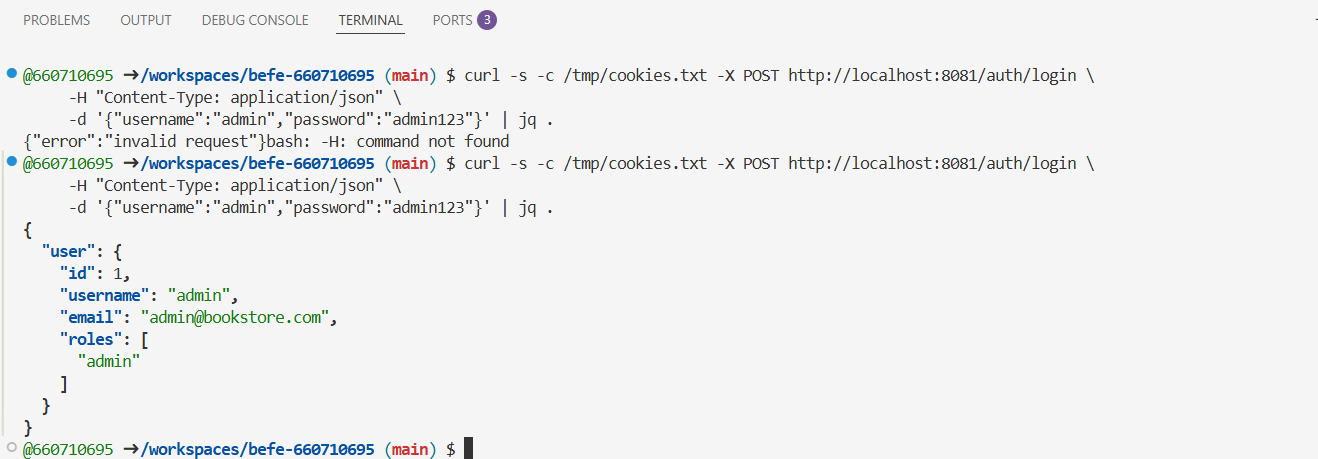 PROBLEMS OUTPUT DEBUG CONSOLE TERMINAL PORTS 3
@660710695 →/workspaces/befe-660710695 (main) $ curl -s -c /tmp/cookies.txt -X POST http://localhost:8081/auth/login \
     -H "Content-Type: application/json" \
     -d '{"username":"admin","password":"admin123"}' | jq .
{"error":"invalid request"}bash: -H: command not found
@660710695 →/workspaces/befe-660710695 (main) $ curl -s -c /tmp/cookies.txt -X POST http://localhost:8081/auth/login \
     -H "Content-Type: application/json" \
     -d '{"username":"admin","password":"admin123"}' | jq .
{
  "user": {
    "id": 1,
    "username": "admin",
    "email": "admin@bookstore.com",
    "roles": [
      "admin"
    ]
  }
}
@660710695 →/workspaces/befe-660710695 (main) $